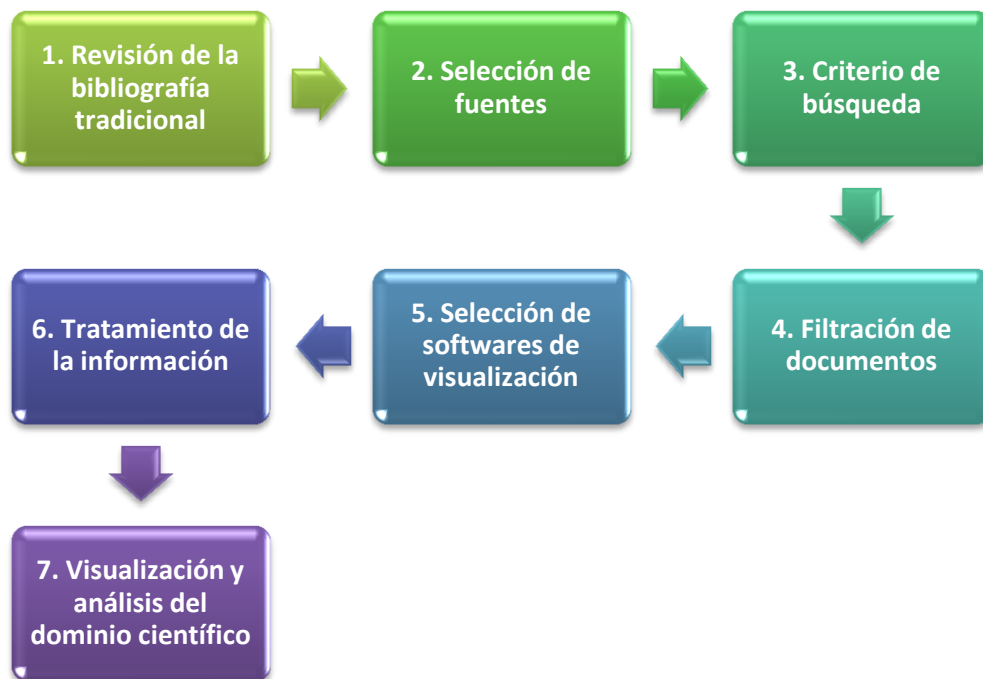 1. Revisión de la
bibliografía
tradicional
2. Selección de
fuentes
3. Criterio de
búsqueda
4. Filtración de
documentos
5. Selección de
softwares de
visualización
6. Tratamiento de
la información
7. Visualización y
análisis del
dominio científico